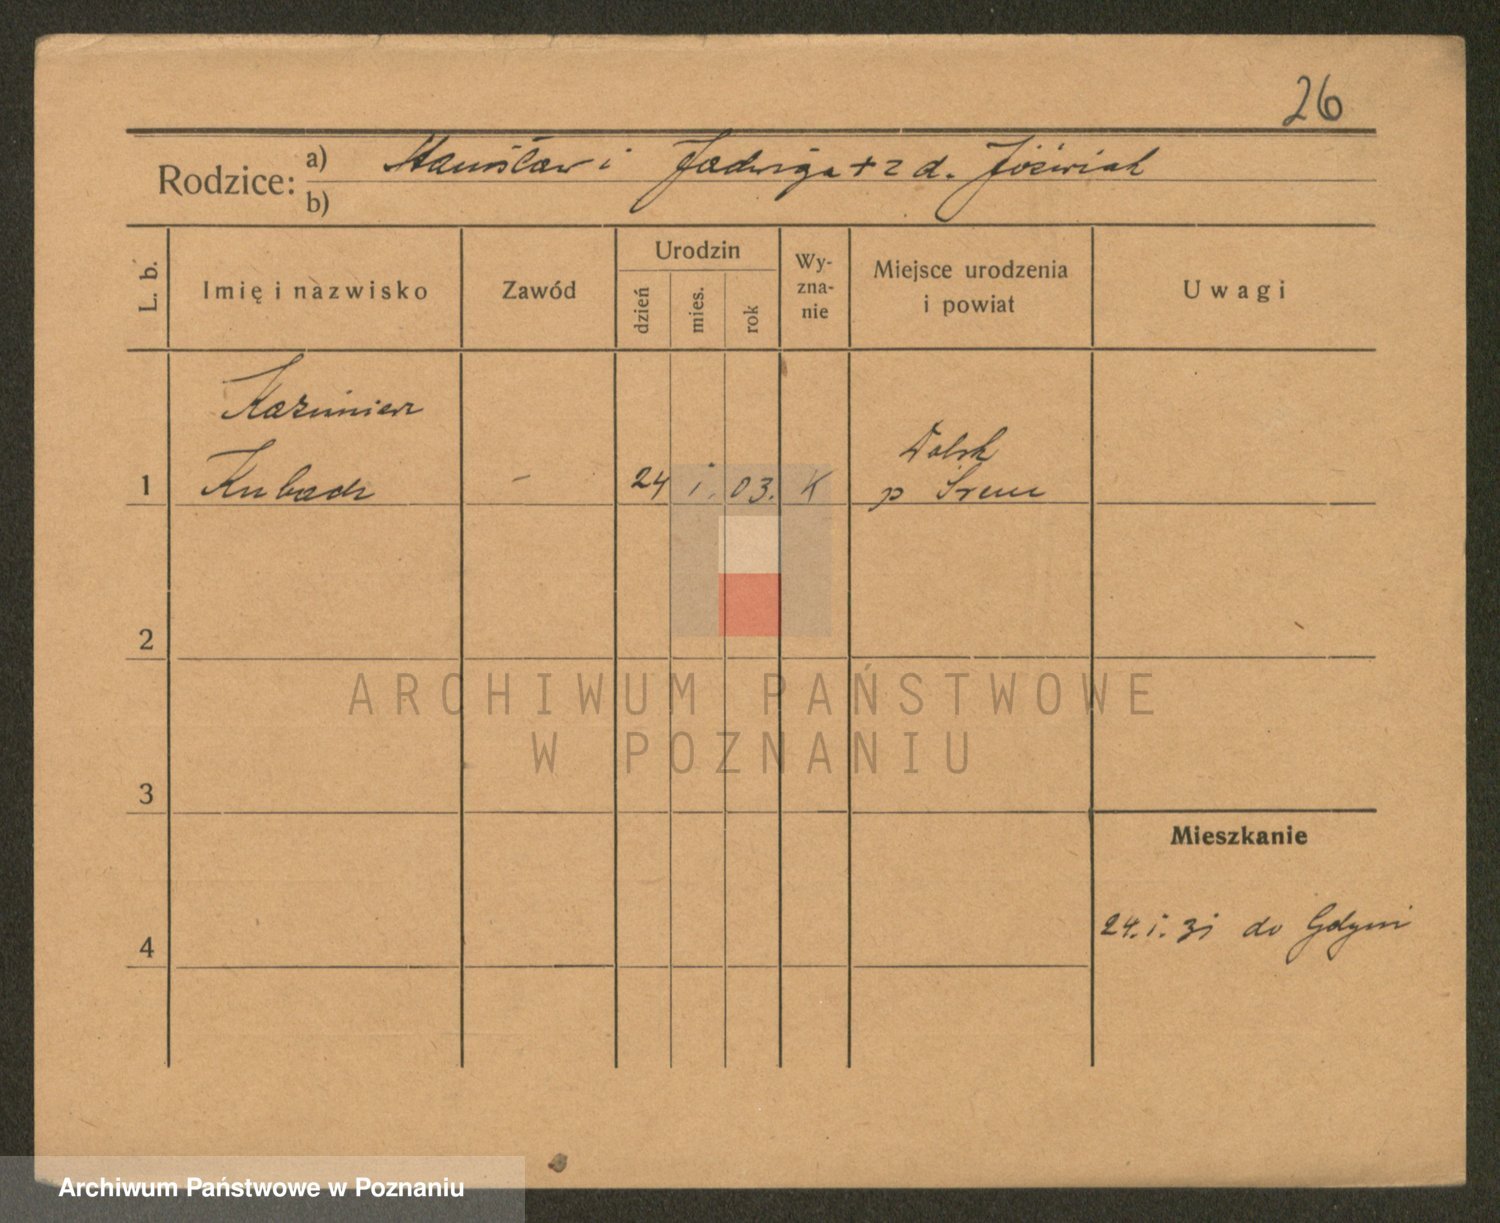 26
Rodzice: a) Stanisław i Jadwiga + z d. Jóźwiak
b)
L. b.
Imię i nazwisko
Zawód
Urodzin
dzień
mies.
rok
Wy-
zna-
nie
Miejsce urodzenia
i powiat
Uwagi
Kazimierz
Dolsk
1 Kubach - 24 i. 03. K p Śrem
2
ARCHIWUM PAŃSTWOWE
W POZNANIU
3
Mieszkanie
24. i. 31 do Gdyni
4
Archiwum Państwowe w Poznaniu